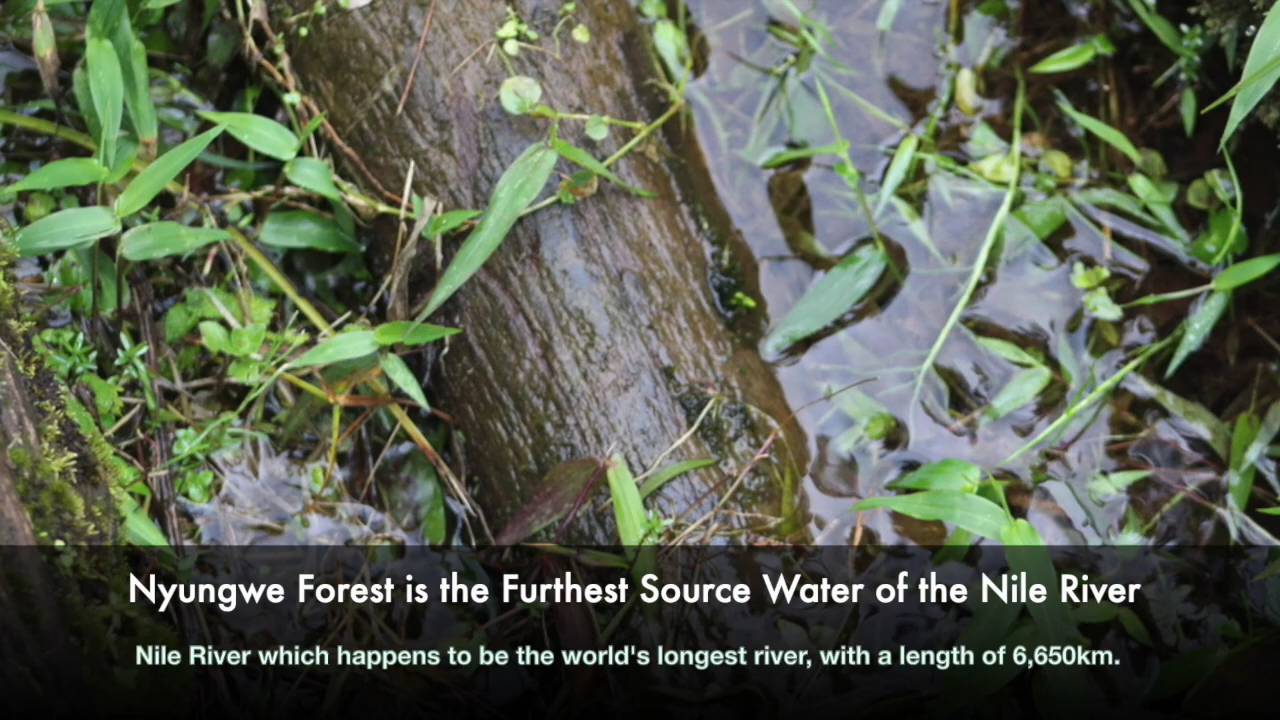 Nyungwe Forest is the Furthest Source Water of the Nile River
Nile River which happens to be the world's longest river, with a length of 6,650km.